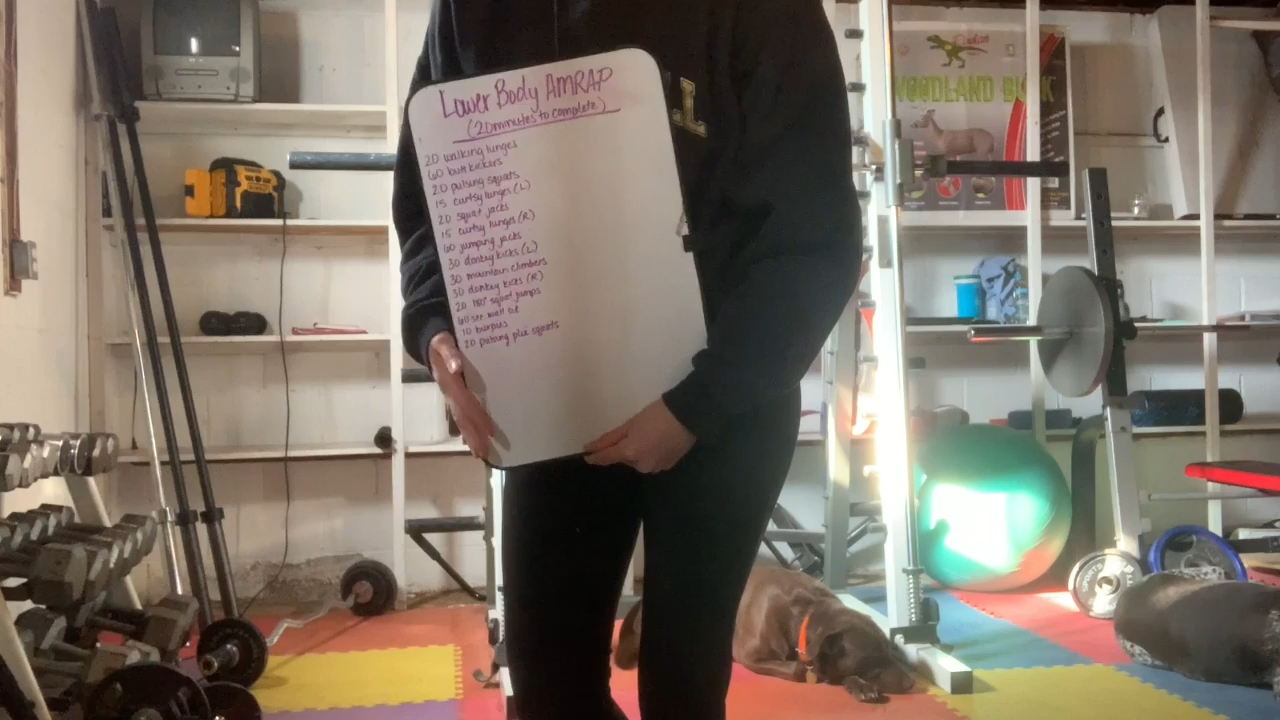 Lower Body AMRAP
(20 minutes to complete)
20 walking lunges
60 butt kickers
20 pulsing squats
15 curtsy lunges (L)
20 squat jacks
15 curtsy lunges (R)
60 jumping jacks
30 donkey kicks (L)
30 mountain climbers
30 donkey kicks (R)
20 180° squat jumps
60 sec wall sit
10 burpees
20 pulsing plie squats
L
WOODLAND